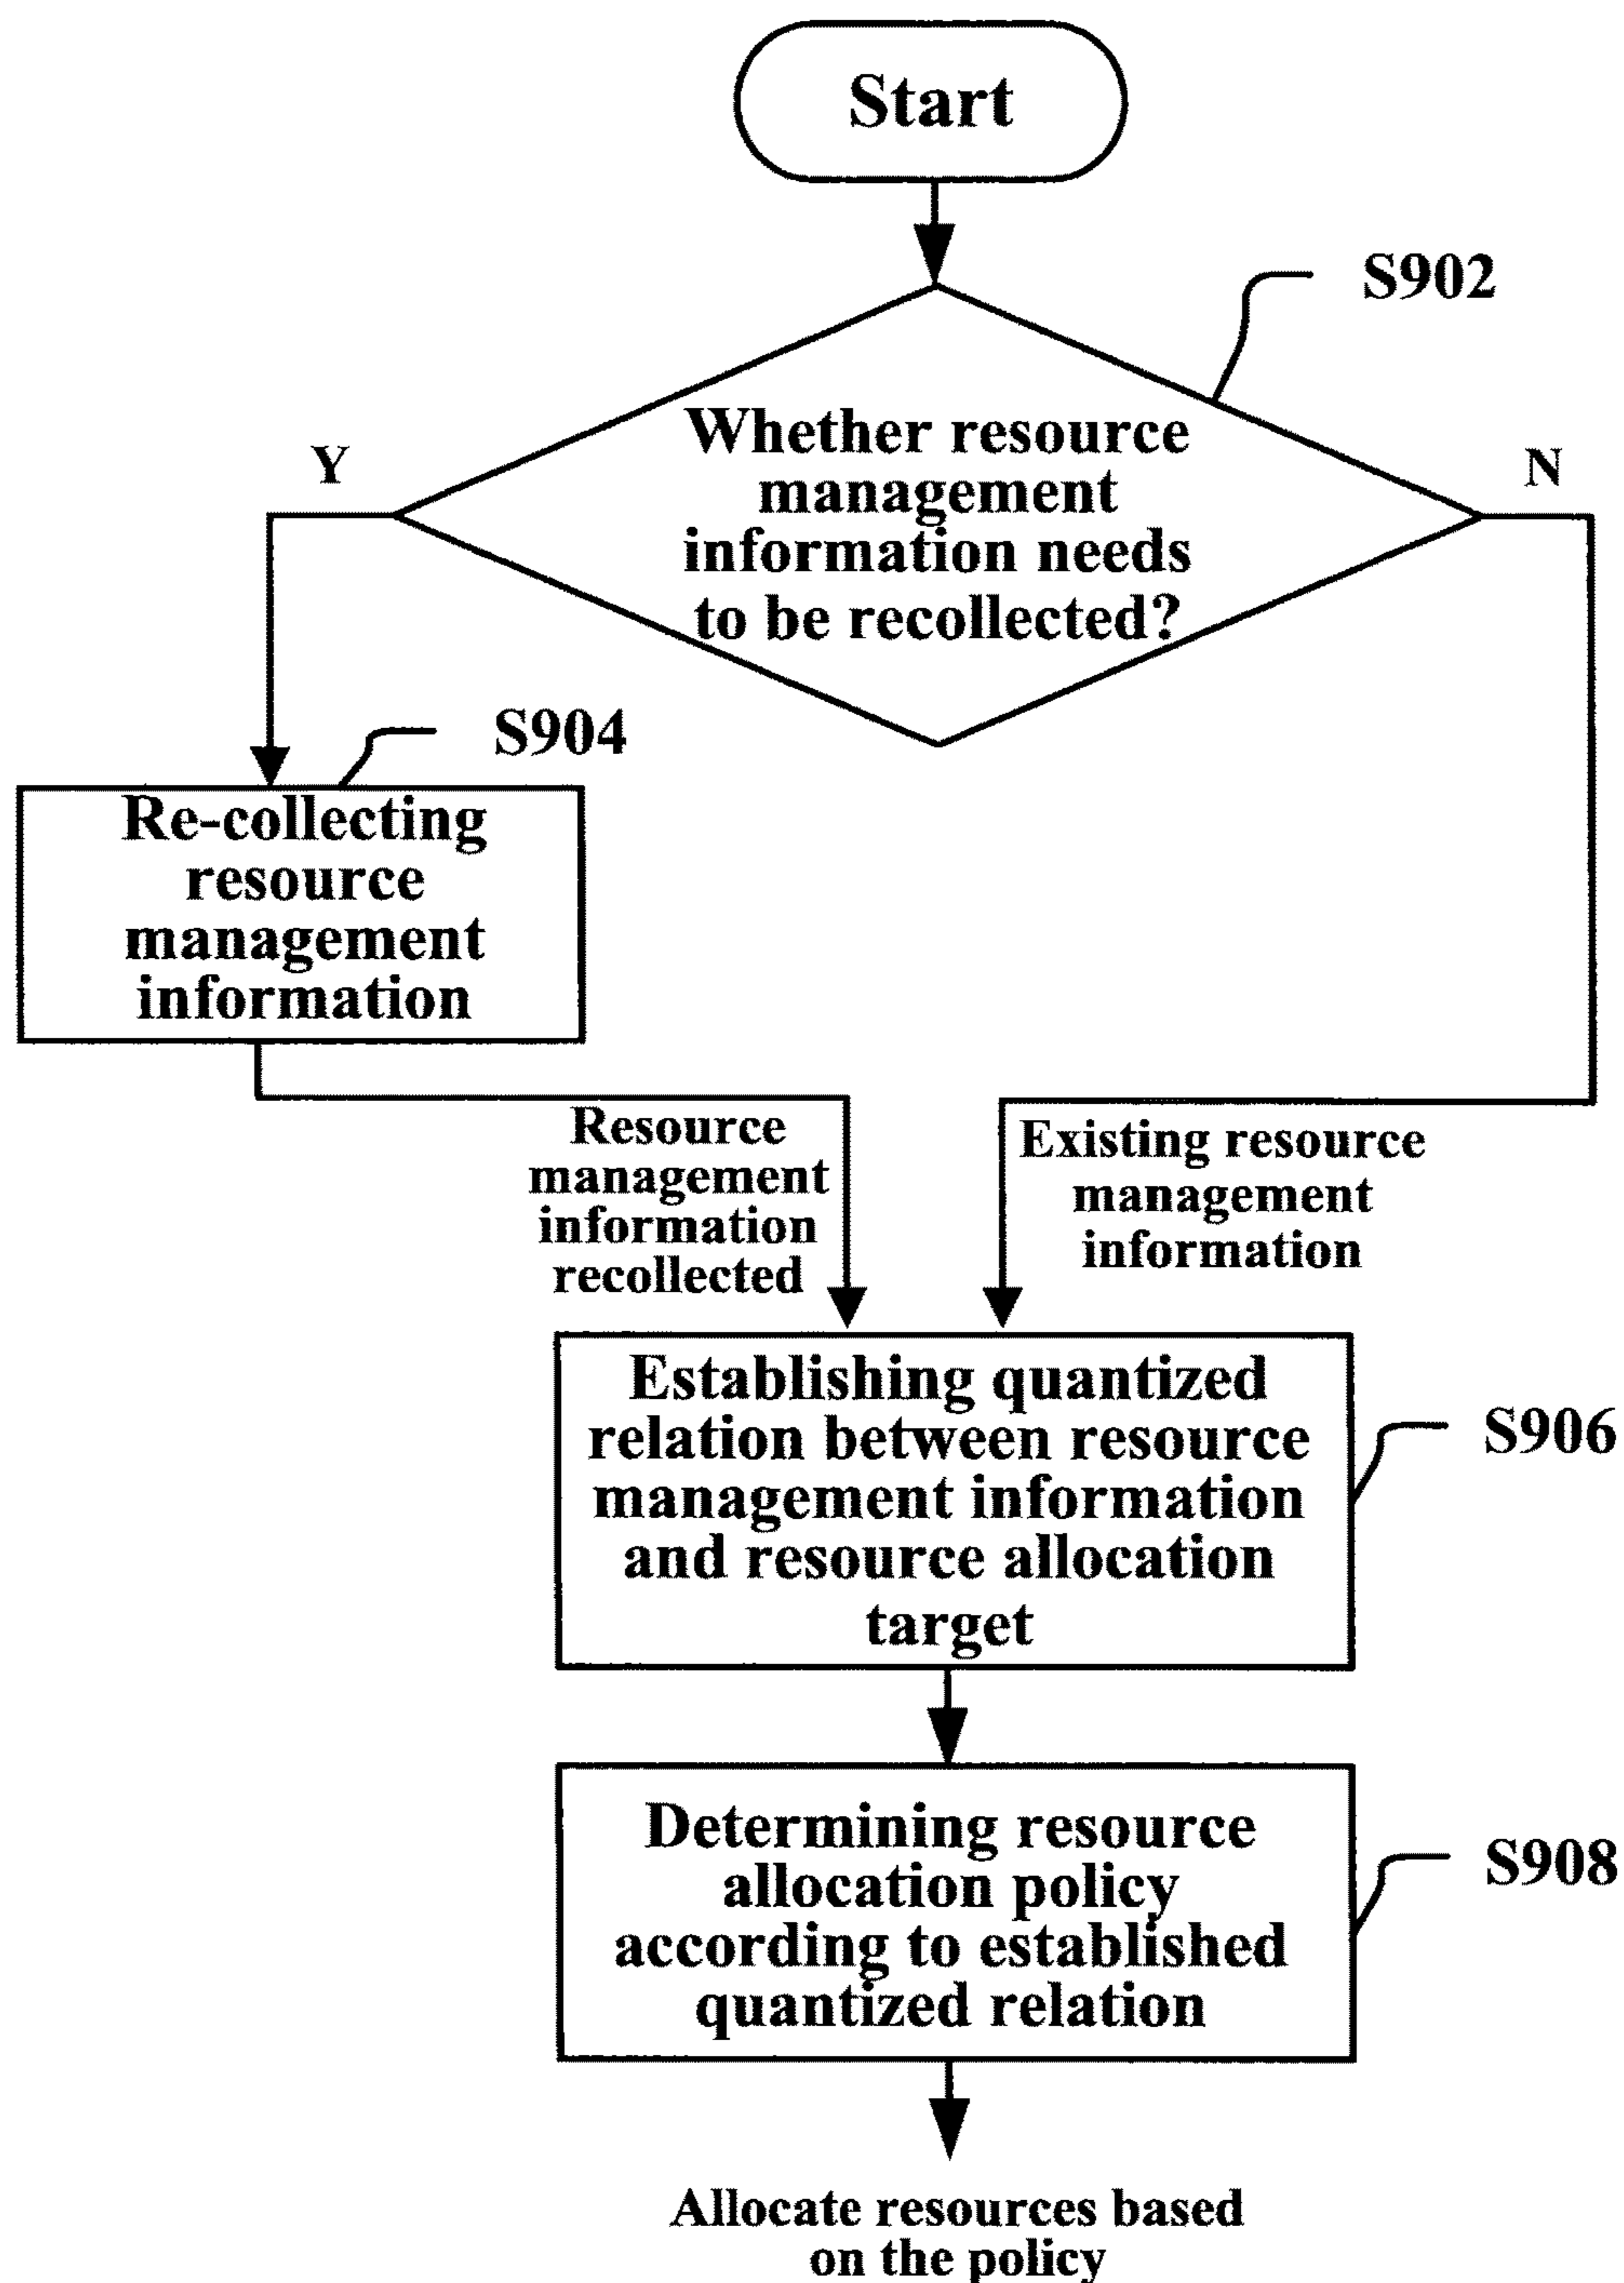 Start
S902
Whether resource
management
information needs
to be recollected?
Y
N
S904
Re-collecting
resource
management
information
Resource
management
information
recollected
Existing resource
management
information
Establishing quantized
relation between resource
management information
and resource allocation
target
S906
Determining resource
allocation policy
according to established
quantized relation
S908
Allocate resources based
on the policy